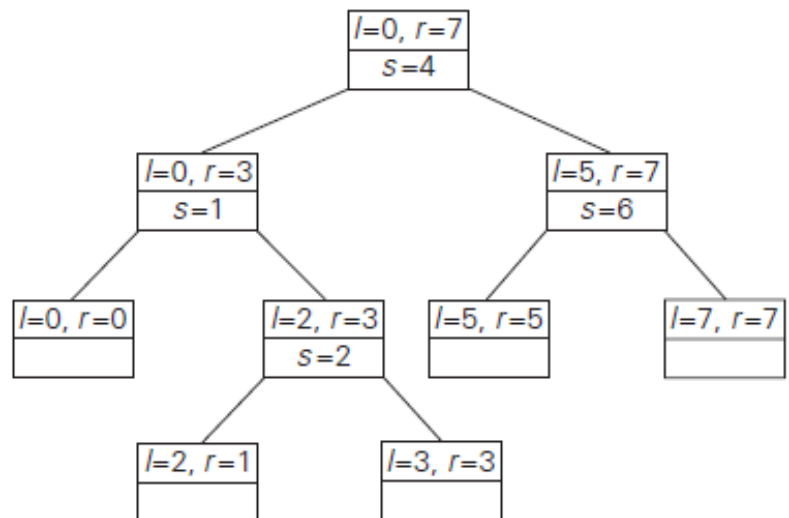 l=0, r=7
s=4
l=0, r=3
s=1
l=5, r=7
s=6
l=0, r=0
l=2, r=3
s=2
l=5, r=5
l=7, r=7
l=2, r=1
l=3, r=3